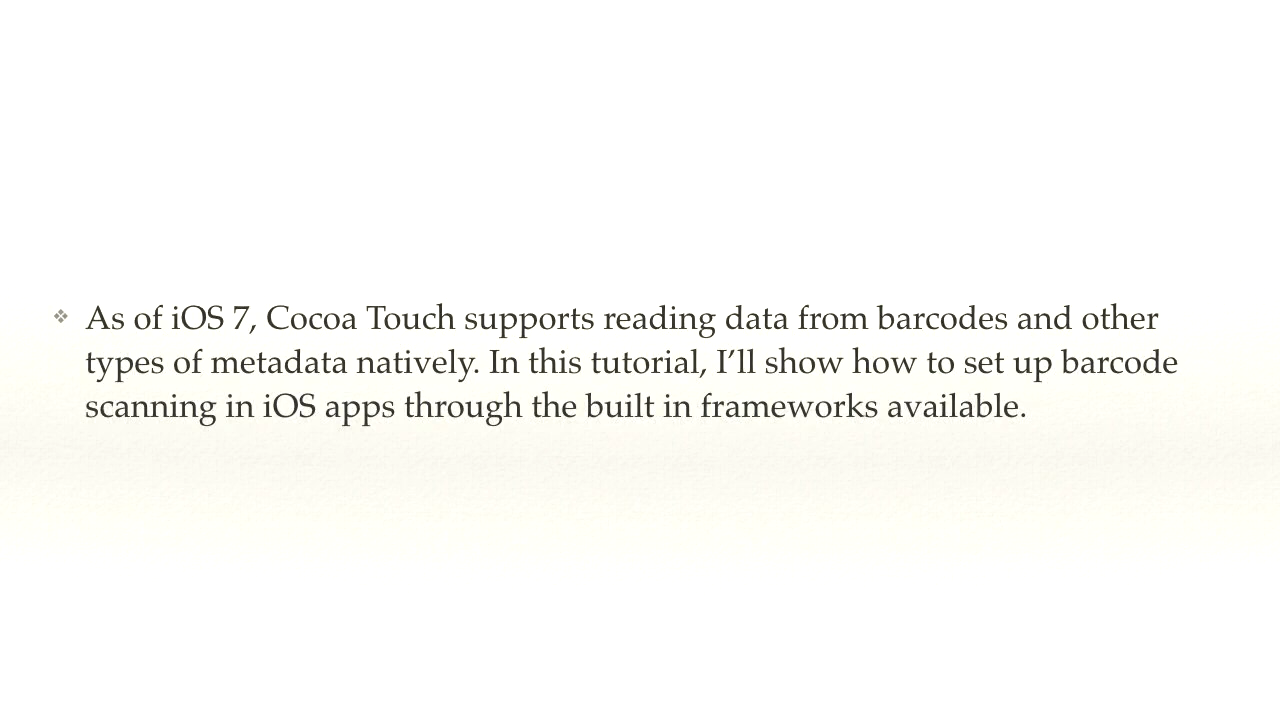 ❖ As of iOS 7, Cocoa Touch supports reading data from barcodes and other
types of metadata natively. In this tutorial, I’ll show how to set up barcode
scanning in iOS apps through the built in frameworks available.